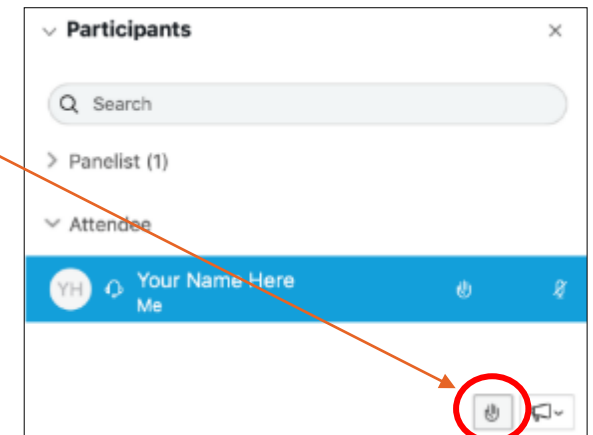 Participants
Search
Panelist (1)
Attendee
YH Your Name Here
Me